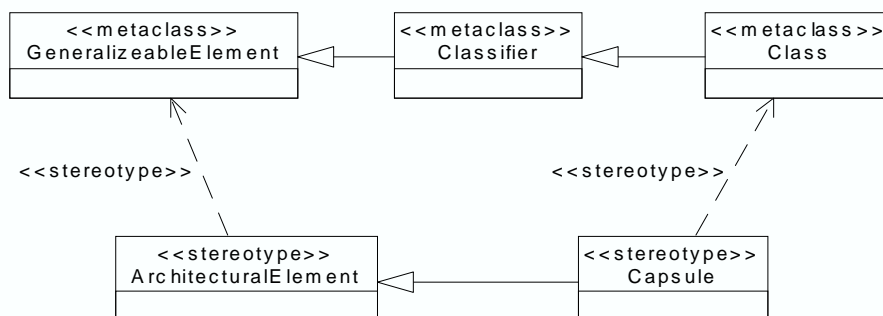 <<metaclass>>
GeneralizeableElement
<<metaclass>>
Classifier
<<metaclass>>
Class
<<stereotype>>
<<stereotype>>
<<stereotype>>
ArchitecturalElement
<<stereotype>>
Capsule